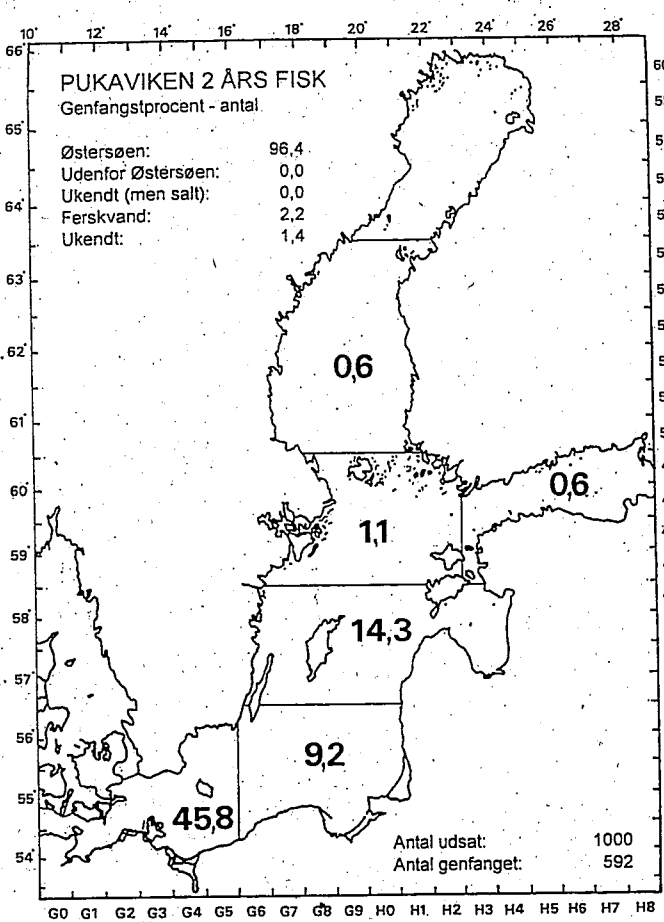 10° 12° 14° 16° 18° 20° 22° 24° 26° 28°
66°
PUKAVIKEN 2 ÅRS FISK
Genfangstprocent - antal
65°
Østersøen: 96,4
Udenfor Østersøen: 0,0
Ukendt (men salt): 0,0
64°
Ferskvand: 2,2
Ukendt: 1,4
63°
62°
0,6
61°
60°
0,6
1,1
59°
58°
14,3
57°
56°
9,2
55°
45,8
Antal udsat: 1000
54°
Antal genfanget: 592
G0 G1 G2 G3 G4 G5 G6 G7 G8 G9 H0 H1 H2 H3 H4 H5 H6 H7 H8